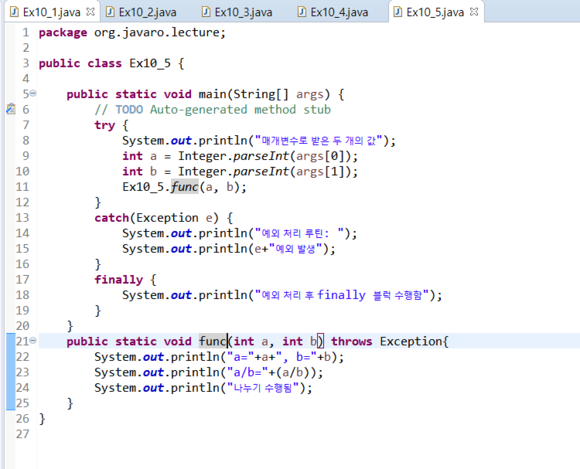 Ex10_1.java Ex10_2.java Ex10_3.java Ex10_4.java Ex10_5.java
1 package org.javaro.lecture;
2
3 public class Ex10_5 {
4
5 public static void main(String[] args) {
6 // TODO Auto-generated method stub
7 try {
8 System.out.println("매개변수로 받은 두 개의 값");
9 int a = Integer.parseInt(args[0]);
10 int b = Integer.parseInt(args[1]);
11 Ex10_5.func(a, b);
12 }
13 catch(Exception e) {
14 System.out.println("예외 처리 루틴: ");
15 System.out.println(e+"예외 발생");
16 }
17 finally {
18 System.out.println("예외 처리 후 finally 블럭 수행함");
19 }
20 }
21 public static void func(int a, int b) throws Exception{
22 System.out.println("a="+a+", b="+b);
23 System.out.println("a/b="+(a/b));
24 System.out.println("나누기 수행됨");
25 }
26 }
27